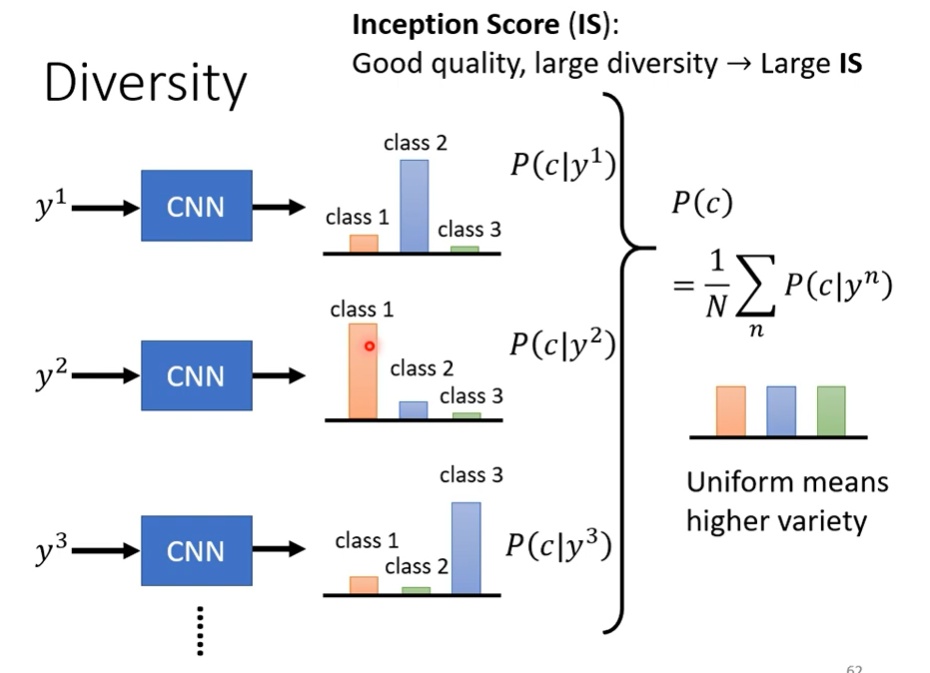 Inception Score (IS):
Good quality, large diversity → Large IS
Diversity
y¹
CNN
class 1
class 2
class 3
P(c|y¹)
y²
CNN
class 1
class 2
class 3
P(c|y²)
y³
CNN
class 1
class 2
class 3
P(c|y³)
P(c)
= 1/N ∑ₙ P(c|yⁿ)
Uniform means
higher variety
62